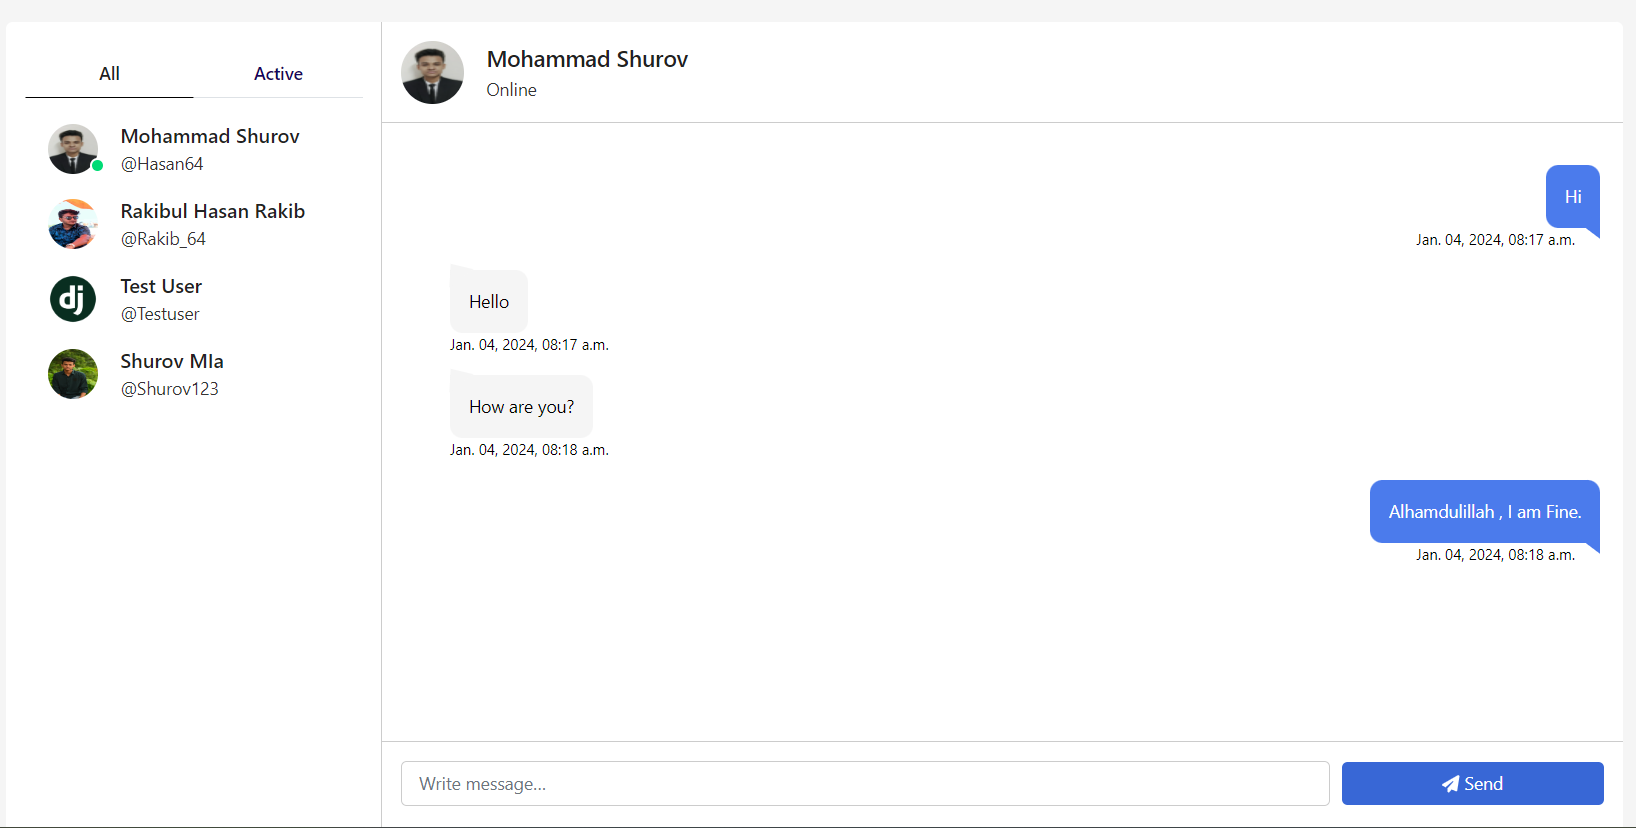 All
Active
Mohammad Shurov
@Hasan64
Rakibul Hasan Rakib
@Rakib_64
dj
Test User
@Testuser
Shurov MIa
@Shurov123
Mohammad Shurov
Online
Hi
Jan. 04, 2024, 08:17 a.m.
Hello
Jan. 04, 2024, 08:17 a.m.
How are you?
Jan. 04, 2024, 08:18 a.m.
Alhamdulillah , I am Fine.
Jan. 04, 2024, 08:18 a.m.
Write message...
Send